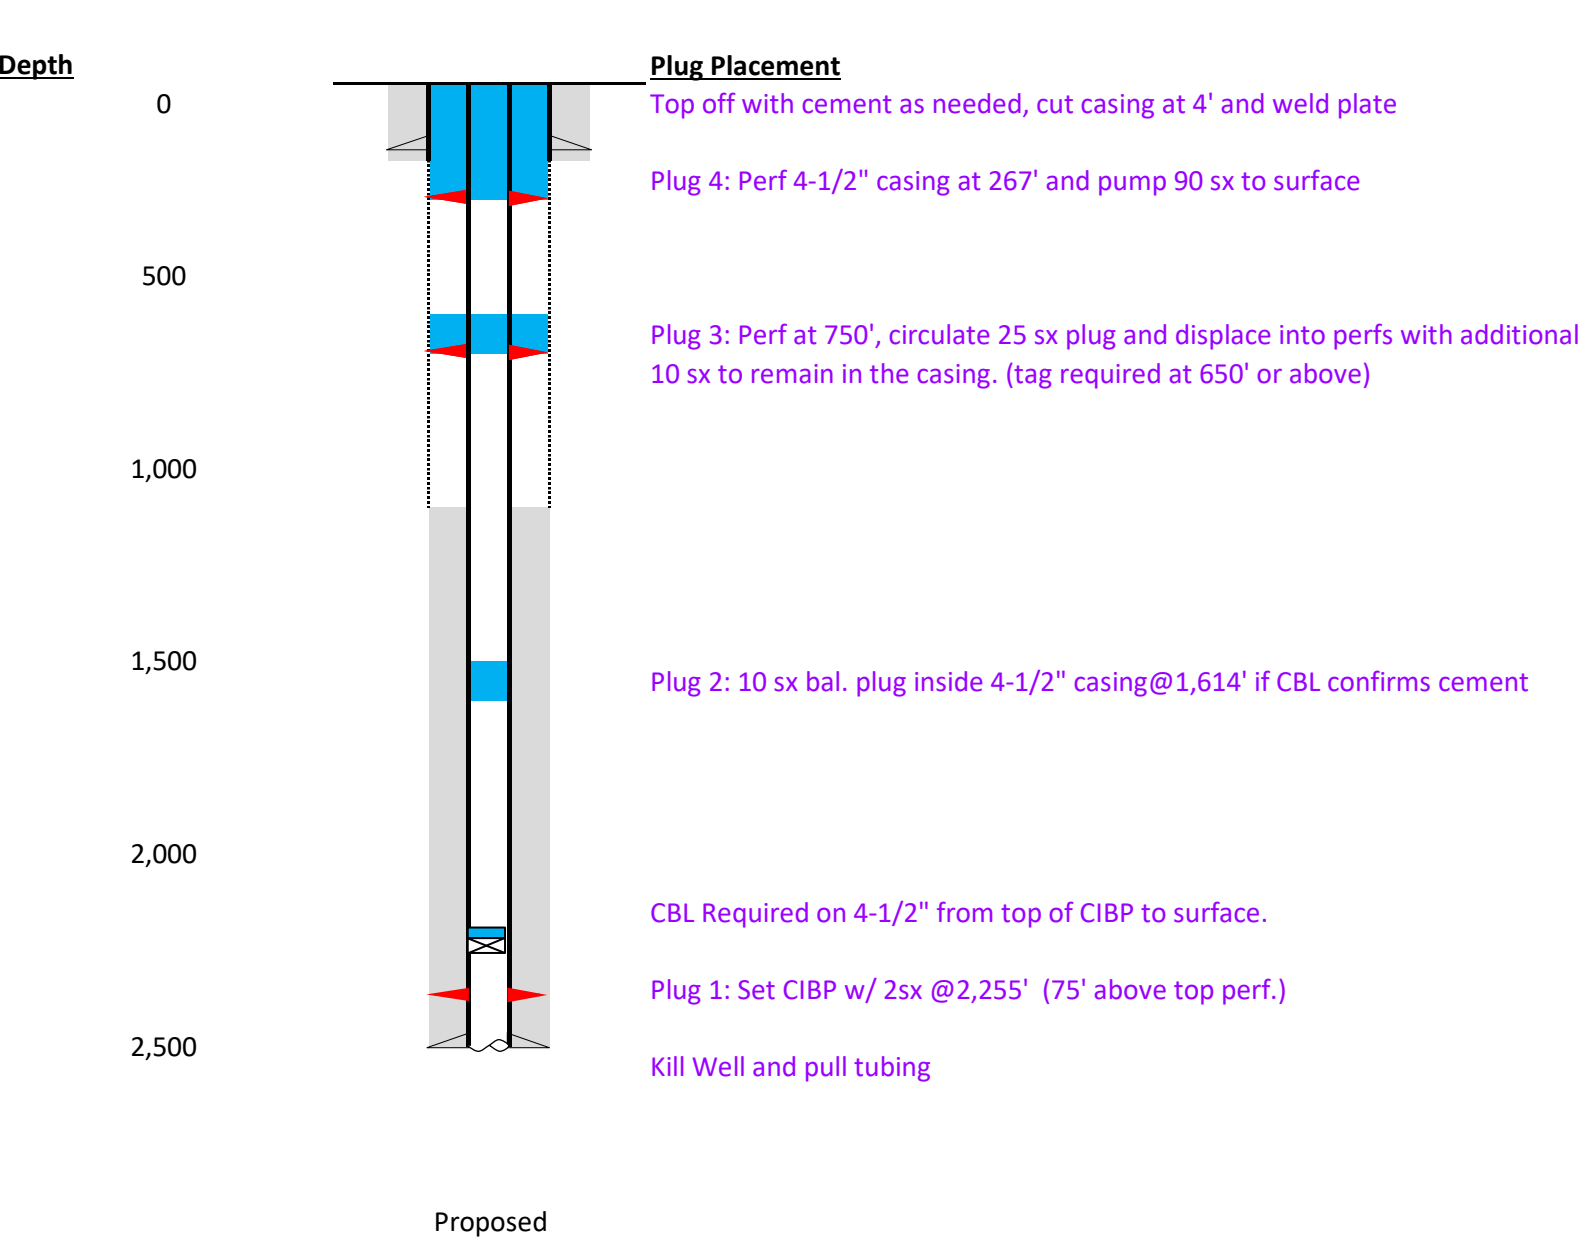 Depth
Plug Placement
0
Top off with cement as needed, cut casing at 4' and weld plate
Plug 4: Perf 4-1/2" casing at 267' and pump 90 sx to surface
500
Plug 3: Perf at 750', circulate 25 sx plug and displace into perfs with additional
10 sx to remain in the casing. (tag required at 650' or above)
1,000
1,500
Plug 2: 10 sx bal. plug inside 4-1/2" casing@1,614' if CBL confirms cement
2,000
CBL Required on 4-1/2" from top of CIBP to surface.
Plug 1: Set CIBP w/ 2sx @2,255' (75' above top perf.)
2,500
Kill Well and pull tubing
Proposed